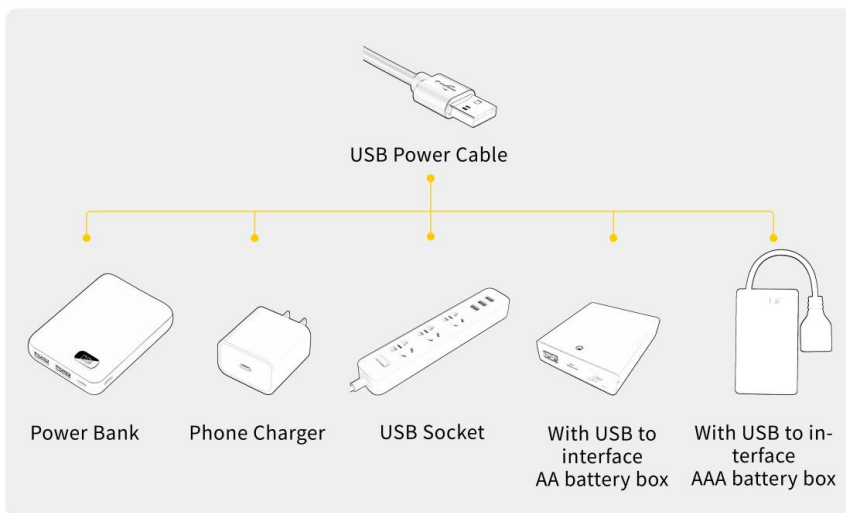 USB Power Cable
Power Bank
Phone Charger
USB Socket
With USB to
interface
AA battery box
With USB to in-
terface
AAA battery box